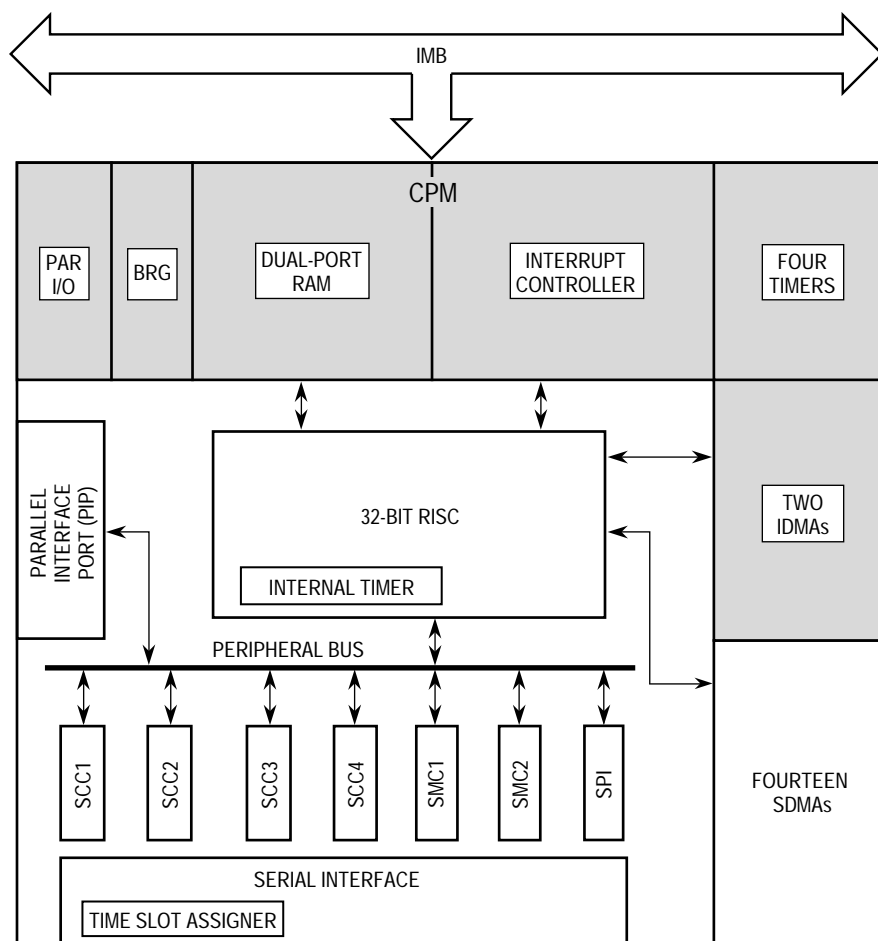 IMB
CPM
PAR
I/O
BRG
DUAL-PORT
RAM
INTERRUPT
CONTROLLER
FOUR
TIMERS
PARALLEL
INTERFACE
PORT (PIP)
32-BIT RISC
INTERNAL TIMER
TWO
IDMAs
PERIPHERAL BUS
SCC1
SCC2
SCC3
SCC4
SMC1
SMC2
SPI
FOURTEEN
SDMAs
SERIAL INTERFACE
TIME SLOT ASSIGNER